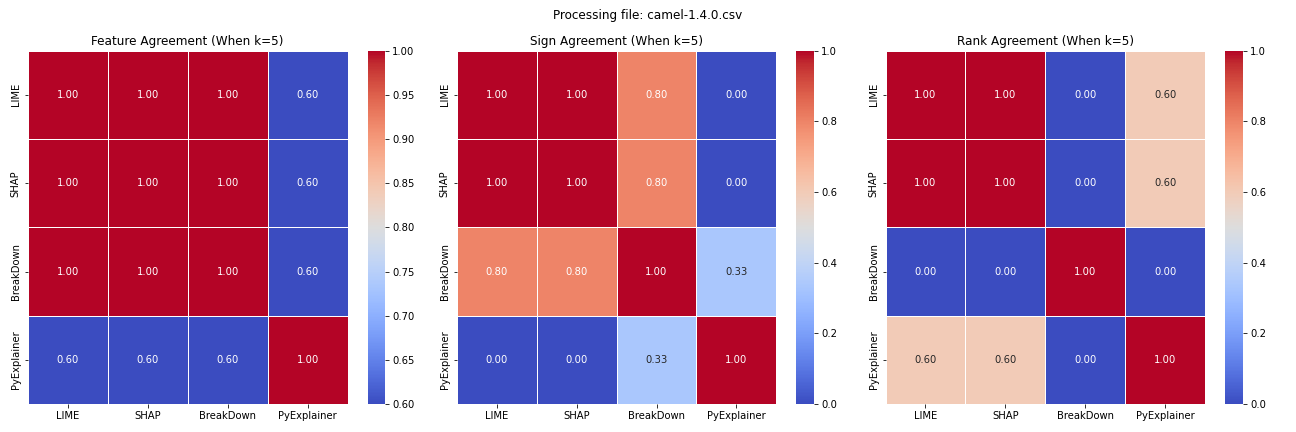 Processing file: camel-1.4.0.csv
Feature Agreement (When k=5)
LIME
SHAP
BreakDown
PyExplainer
1.00 1.00 1.00 0.60
1.00 1.00 1.00 0.60
1.00 1.00 1.00 0.60
0.60 0.60 0.60 1.00
LIME SHAP BreakDown PyExplainer
1.00
0.95
0.90
0.85
0.80
0.75
0.70
0.65
0.60
Sign Agreement (When k=5)
LIME
SHAP
BreakDown
PyExplainer
1.00 1.00 0.80 0.00
1.00 1.00 0.80 0.00
0.80 0.80 1.00 0.33
0.00 0.00 0.33 1.00
LIME SHAP BreakDown PyExplainer
1.0
0.8
0.6
0.4
0.2
0.0
Rank Agreement (When k=5)
LIME
SHAP
BreakDown
PyExplainer
1.00 1.00 0.00 0.60
1.00 1.00 0.00 0.60
0.00 0.00 1.00 0.00
0.60 0.60 0.00 1.00
LIME SHAP BreakDown PyExplainer
1.0
0.8
0.6
0.4
0.2
0.0